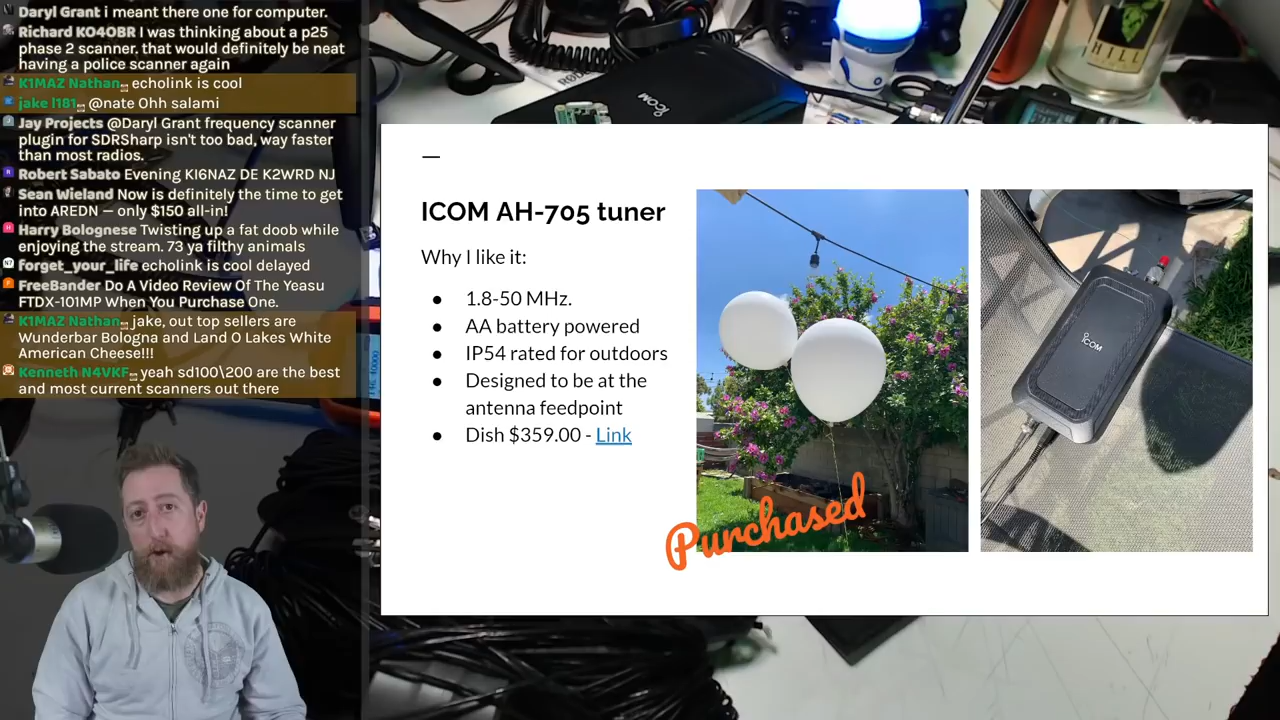 Daryl Grant i meant there one for computer.
Richard KO4OBR I was thinking about a p25
phase 2 scanner. that would definitely be neat
having a police scanner again
K1MAZ Nathan echolink is cool
jake l181 @nate Ohh salami
Jay Projects @Daryl Grant frequency scanner
plugin for SDRSharp isn't too bad, way faster
than most radios.
Robert Sabato Evening KI6NAZ DE K2WRD NJ
Sean Wieland Now is definitely the time to get
into AREDN — only $150 all-in!
Harry Bolognese Twisting up a fat doob while
enjoying the stream. 73 ya filthy animals
forget_your_life echolink is cool delayed
FreeBander Do A Video Review Of The Yeasu
FTDX-101MP When You Purchase One.
K1MAZ Nathan jake, out top sellers are
Wunderbar Bologna and Land O Lakes White
American Cheese!!!
Kenneth N4VKF yeah sd100\200 are the best
and most current scanners out there
ICOM
HILL
ICOM AH-705 tuner
Why I like it:
● 1.8-50 MHz.
● AA battery powered
● IP54 rated for outdoors
● Designed to be at the
antenna feedpoint
● Dish $359.00 - Link
Purchased
ICOM